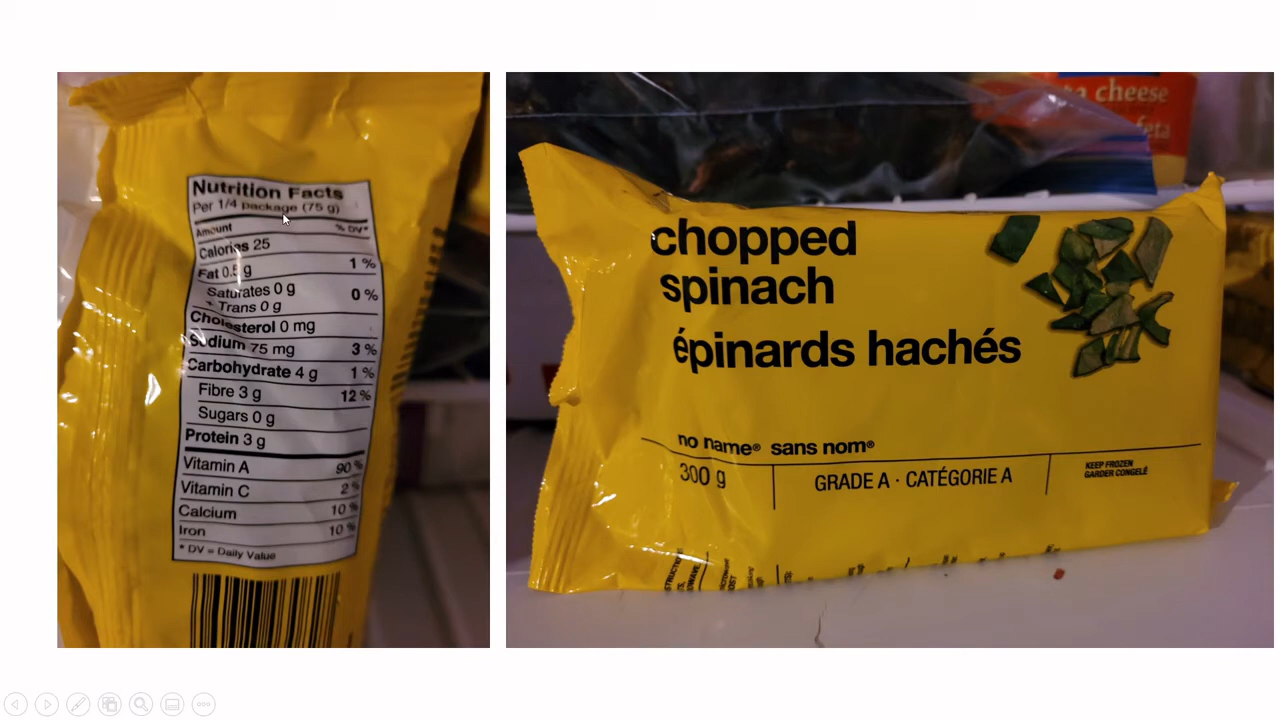 Nutrition Facts
Per 1/4 package (75 g)
Amount % DV*
Calories 25
Fat 0.5 g 1 %
Saturates 0 g
+ Trans 0 g 0 %
Cholesterol 0 mg
Sodium 75 mg 3 %
Carbohydrate 4 g 1 %
Fibre 3 g 12 %
Sugars 0 g
Protein 3 g
Vitamin A 90 %
Vitamin C 2 %
Calcium 10 %
Iron 10 %
* DV = Daily Value
cheese
feta
chopped
spinach
épinards hachés
no name® sans nom®
300 g
GRADE A · CATÉGORIE A
KEEP FROZEN
GARDER CONGELÉ